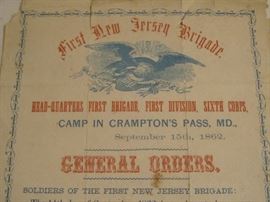 First New Jersey Brigade.
HEAD-QUARTERS FIRST BRIGADE, FIRST DIVISION, SIXTH CORPS,
CAMP IN CRAMPTON'S PASS, MD.,
September 15th, 1862.
GENERAL ORDERS.
SOLDIERS OF THE FIRST NEW JERSEY BRIGADE: